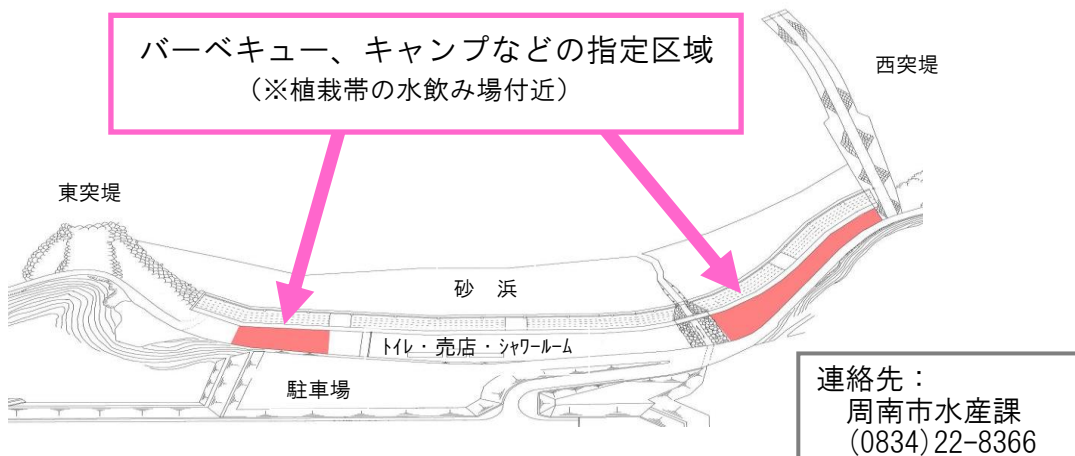 バーベキュー、キャンプなどの指定区域
(※植栽帯の水飲み場付近)
西突堤
東突堤
砂 浜
トイレ・売店・シャワールーム
駐車場
連絡先:
周南市水産課
(0834)22-8366